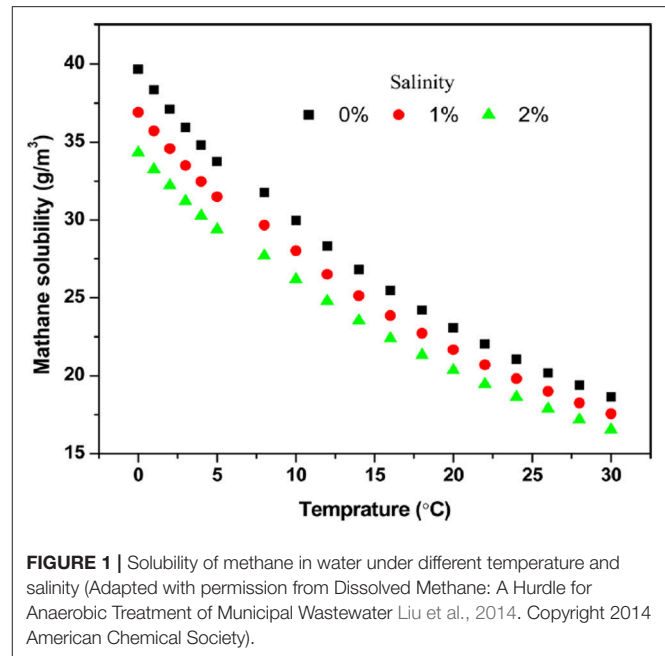 40
35
30
25
20
15
Mathane solubility (g/m³)
Salinity
0% 1% 2%
0 5 10 15 20 25 30
Temprature (°C)
FIGURE 1 | Solubility of methane in water under different temperature and
salinity (Adapted with permission from Dissolved Methane: A Hurdle for
Anaerobic Treatment of Municipal Wastewater Liu et al., 2014. Copyright 2014
American Chemical Society).